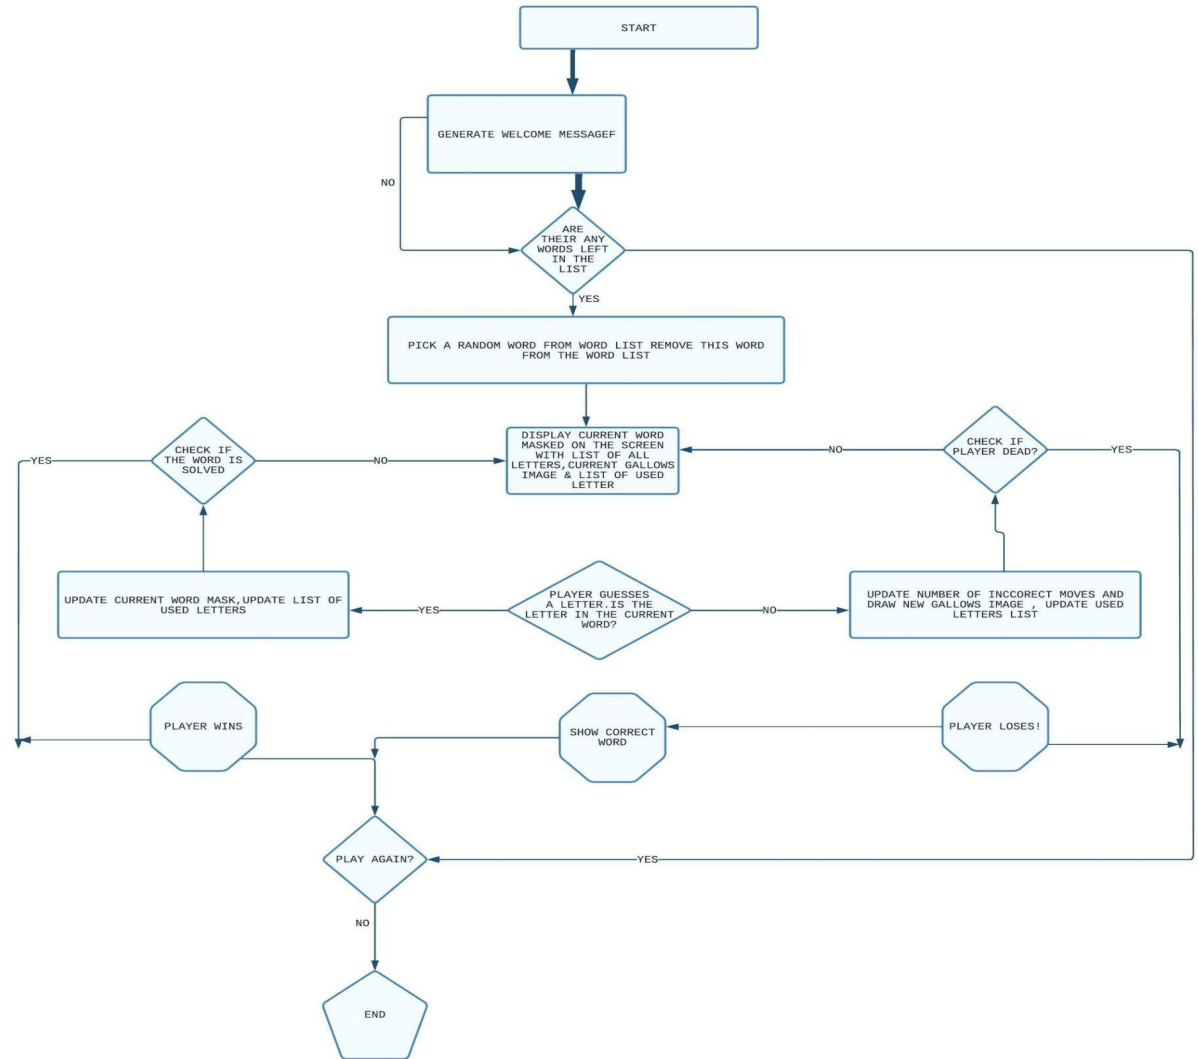 START
GENERATE WELCOME MESSAGEF
NO
ARE
THEIR ANY
WORDS LEFT
IN THE
LIST
YES
PICK A RANDOM WORD FROM WORD LIST REMOVE THIS WORD
FROM THE WORD LIST
DISPLAY CURRENT WORD
MASKED ON THE SCREEN
WITH LIST OF ALL
LETTERS,CURRENT GALLOWS
IMAGE & LIST OF USED
LETTER
CHECK IF
THE WORD IS
SOLVED
YES
NO
CHECK IF
PLAYER DEAD?
NO
YES
UPDATE CURRENT WORD MASK,UPDATE LIST OF
USED LETTERS
YES
PLAYER GUESSES
A LETTER.IS THE
LETTER IN THE CURRENT
WORD?
NO
UPDATE NUMBER OF INCCORECT MOVES AND
DRAW NEW GALLOWS IMAGE , UPDATE USED
LETTERS LIST
PLAYER WINS
SHOW CORRECT
WORD
PLAYER LOSES!
PLAY AGAIN?
YES
NO
END